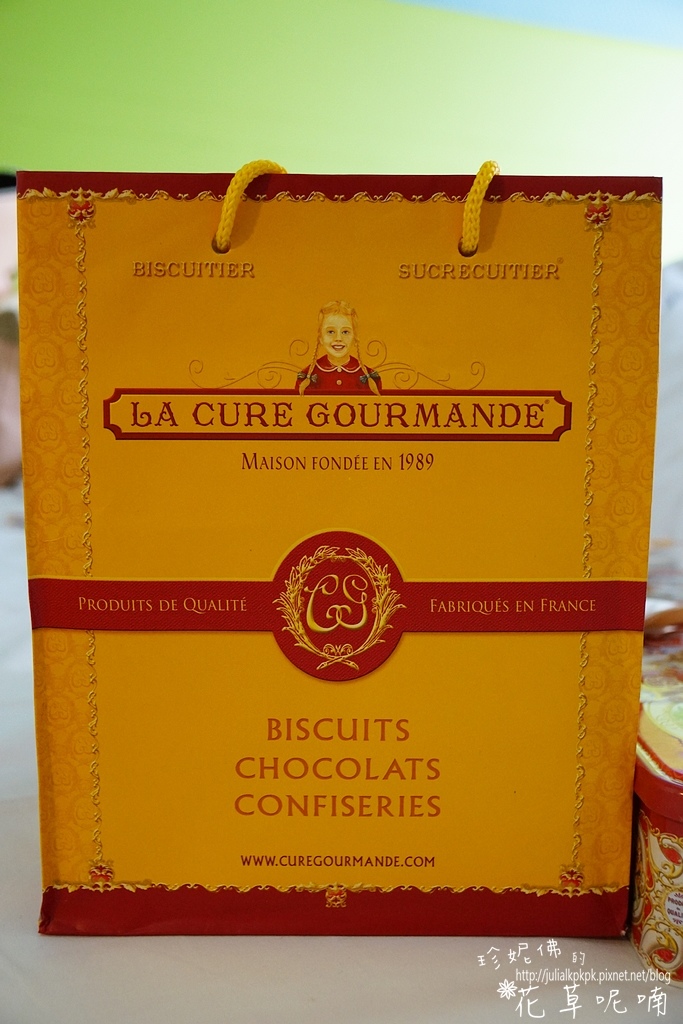 BISCUITIER SUCRECUITIER
LA CURE GOURMANDE
MAISON FONDÉE EN 1989
PRODUITS DE QUALITÉ FABRIQUÉS EN FRANCE
CG
BISCUITS
CHOCOLATS
CONFISERIES
WWW.CUREGOURMANDE.COM
珍妮佛的
http://julialkpkpk.pixnet.net/blog
花草呢喃